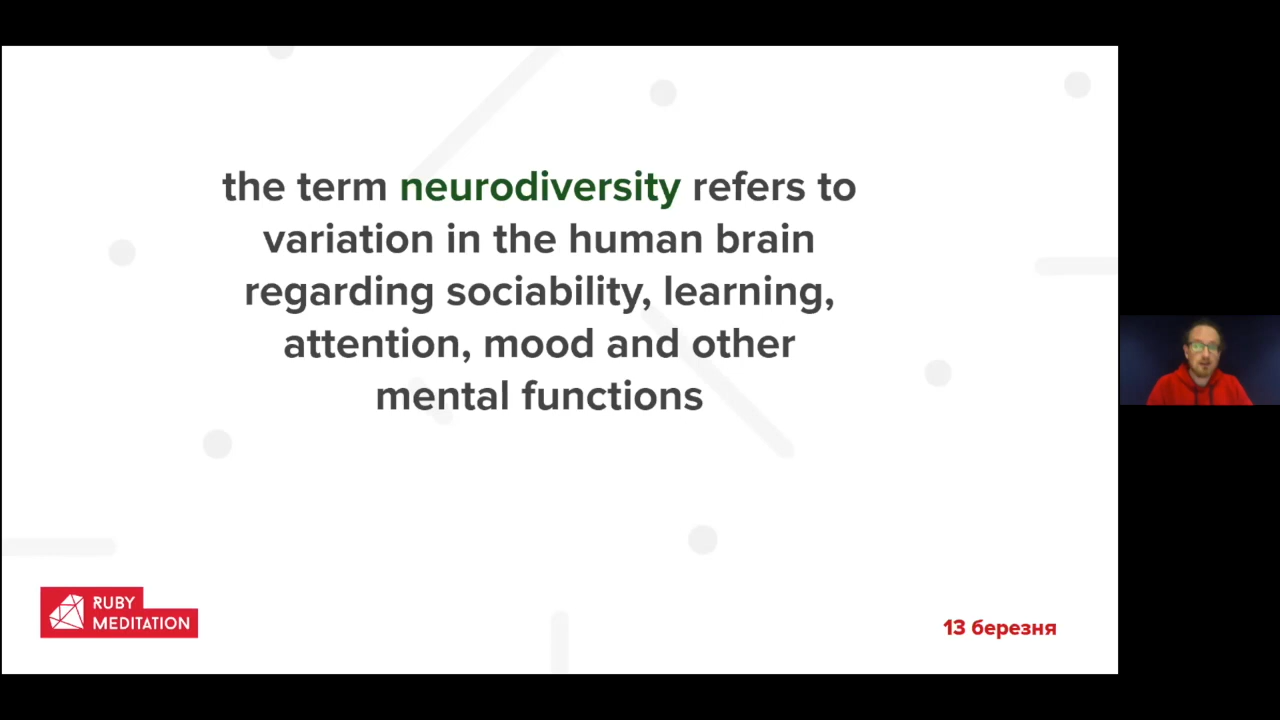 the term neurodiversity refers to
variation in the human brain
regarding sociability, learning,
attention, mood and other
mental functions
RUBY
MEDITATION
13 березня